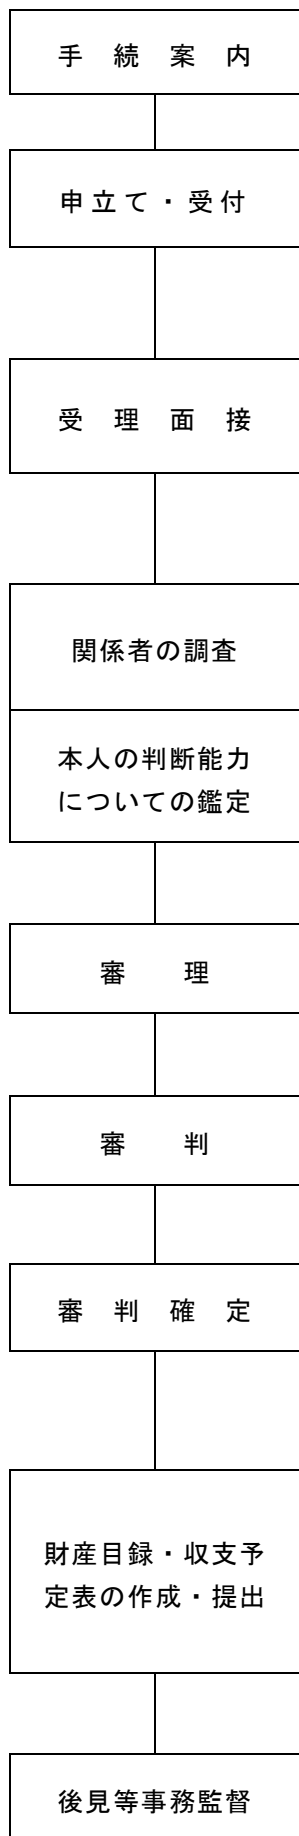 手続案内
申立て・受付
受理面接
関係者の調査
本人の判断能力
についての鑑定
審理
審判
審判確定
財産目録・収支予
定表の作成・提出
後見等事務監督